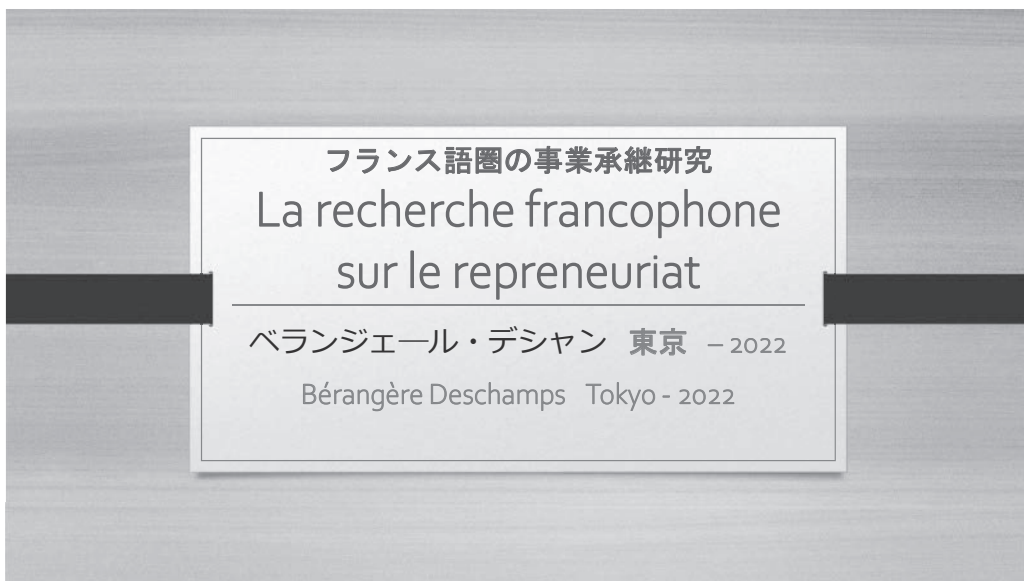 フランス語圏の事業承継研究
La recherche francophone
sur le repreneuriat
ベランジェ―ル・デシャン 東京 – 2022
Bérangère Deschamps Tokyo - 2022